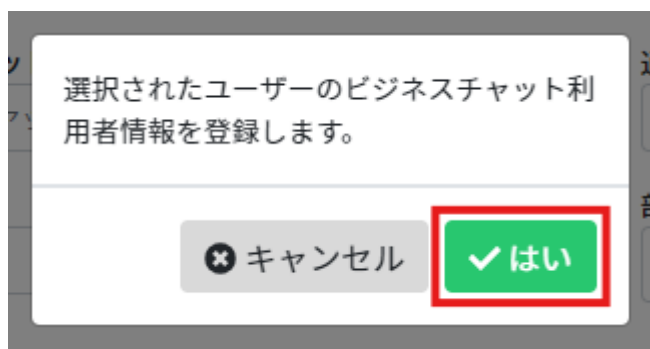 選択されたユーザーのビジネスチャット利
用者情報を登録します。
キャンセル
はい